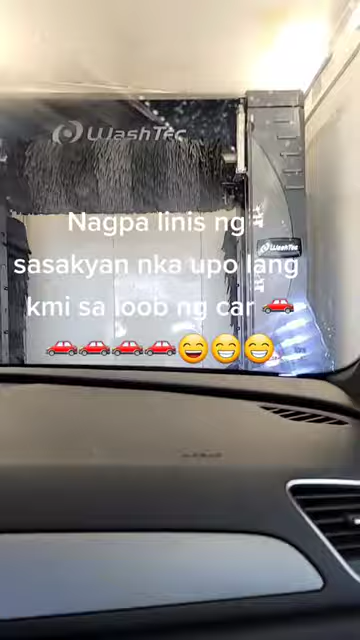 WashTec
Nagpa linis ng
WashTec
sasakyan nka upo lang
kmi sa loob ng car 🚗
🚗🚗🚗🚗😄😁😁